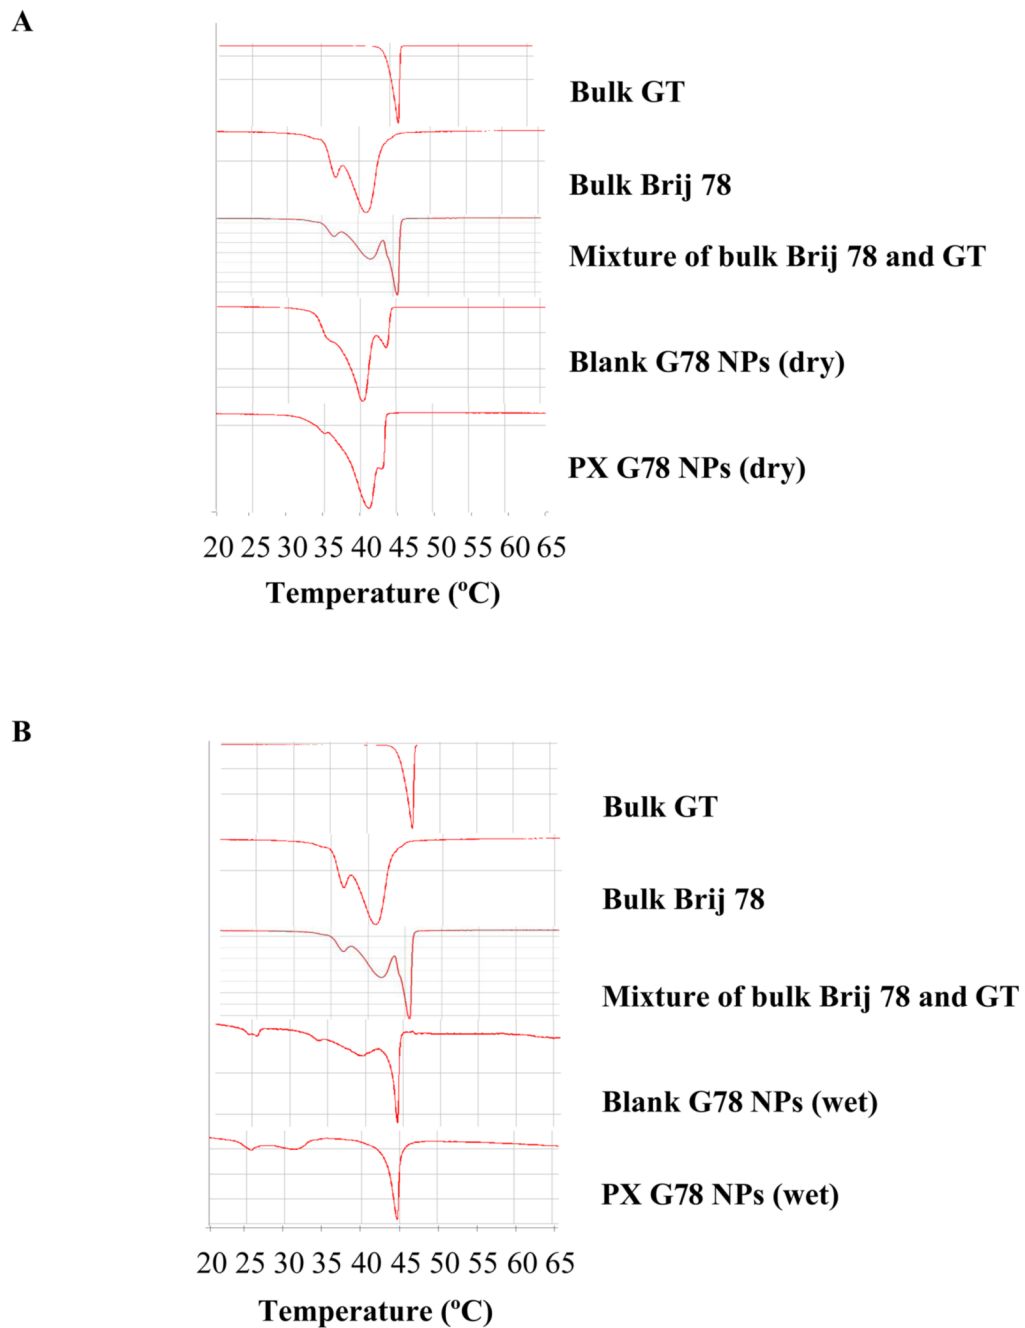 A
Bulk GT
Bulk Brij 78
Mixture of bulk Brij 78 and GT
Blank G78 NPs (dry)
PX G78 NPs (dry)
20 25 30 35 40 45 50 55 60 65
Temperature (ºC)
B
Bulk GT
Bulk Brij 78
Mixture of bulk Brij 78 and GT
Blank G78 NPs (wet)
PX G78 NPs (wet)
20 25 30 35 40 45 50 55 60 65
Temperature (ºC)